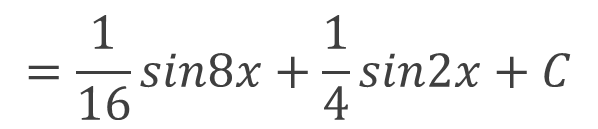 = 1/16 sin8x + 1/4 sin2x + C